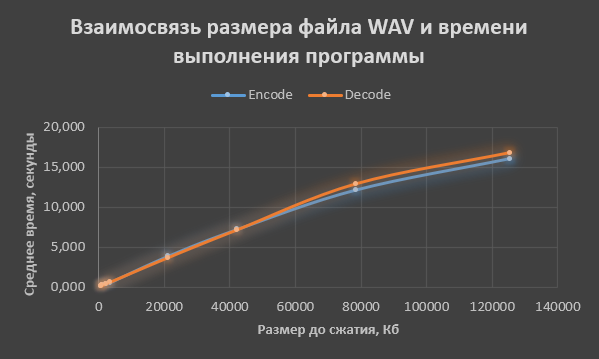 Взаимосвязь размера файла WAV и времени
выполнения программы
Encode Decode
20,000
15,000
10,000
5,000
0,000
Среднее время, секунды
0 20000 40000 60000 80000 100000 120000 140000
Размер до сжатия, Кб